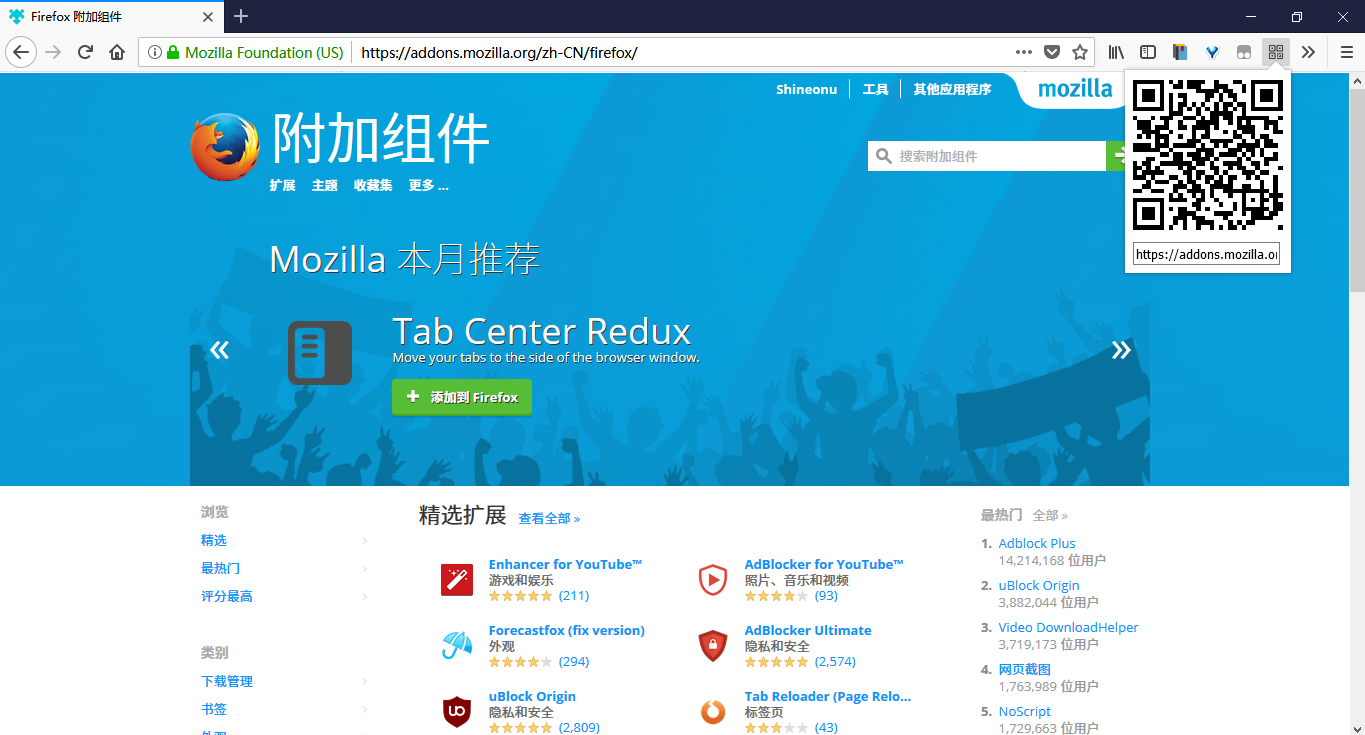 Firefox 附加组件
Mozilla Foundation (US)
https://addons.mozilla.org/zh-CN/firefox/
Shineonu
工具
其他应用程序
mozilla
附加组件
搜索附加组件
扩展 主题 收藏集 更多 ...
https://addons.mozilla.o
Mozilla 本月推荐
Tab Center Redux
Move your tabs to the side of the browser window.
添加到 Firefox
浏览
精选
最热门
评分最高
类别
下载管理
书签
外观
精选扩展 查看全部 »
Enhancer for YouTube™
游戏和娱乐
(211)
AdBlocker for YouTube™
照片、音乐和视频
(93)
Forecastfox (fix version)
外观
(294)
AdBlocker Ultimate
隐私和安全
(2,574)
uBlock Origin
隐私和安全
(2,809)
Tab Reloader (Page Relo...
标签页
(43)
最热门 全部 »
1. Adblock Plus
14,214,168 位用户
2. uBlock Origin
3,882,044 位用户
3. Video DownloadHelper
3,719,173 位用户
4. 网页截图
1,763,989 位用户
5. NoScript
1,729,663 位用户